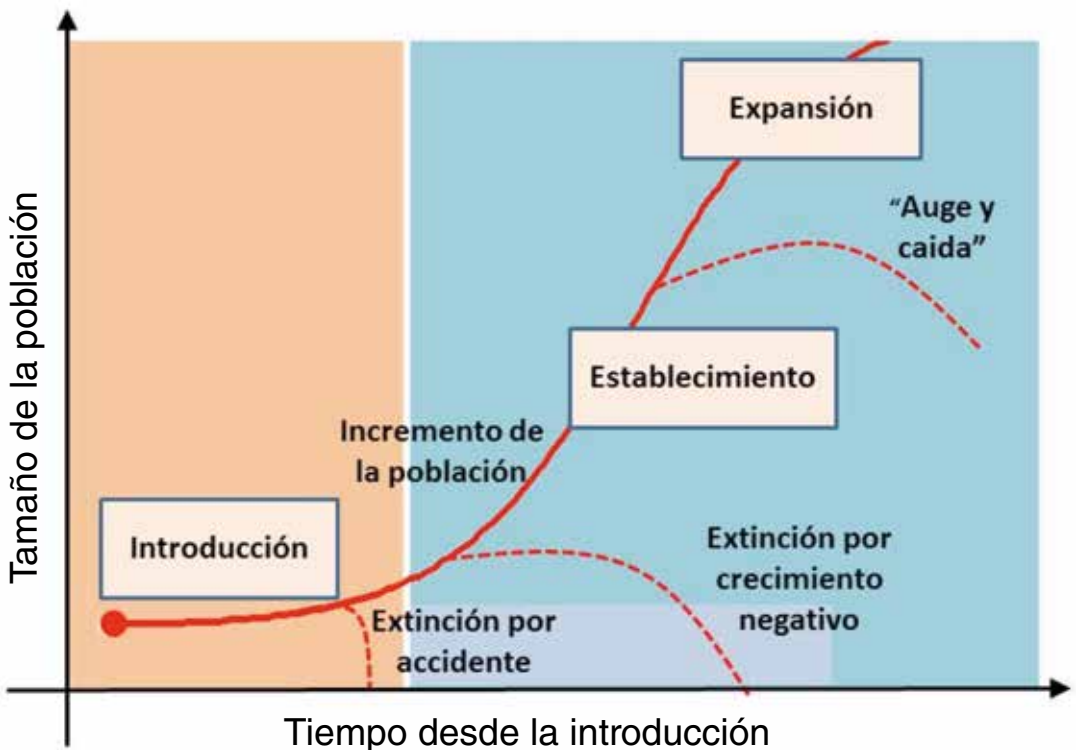 Expansión
“Auge y
caida”
Establecimiento
Incremento de
la población
Introducción
Extinción por
crecimiento
negativo
Extinción por
accidente
Tamaño de la población
Tiempo desde la introducción